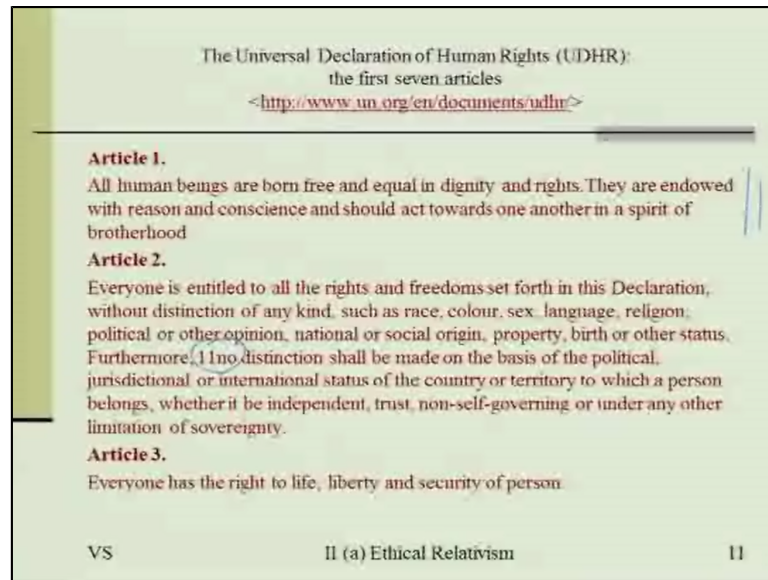 The Universal Declaration of Human Rights (UDHR):
the first seven articles
<http://www.un.org/en/documents/udhr/>
Article 1.
All human beings are born free and equal in dignity and rights. They are endowed
with reason and conscience and should act towards one another in a spirit of
brotherhood
Article 2.
Everyone is entitled to all the rights and freedoms set forth in this Declaration,
without distinction of any kind, such as race, colour, sex, language, religion,
political or other opinion, national or social origin, property, birth or other status.
Furthermore, 11no distinction shall be made on the basis of the political,
jurisdictional or international status of the country or territory to which a person
belongs, whether it be independent, trust, non-self-governing or under any other
limitation of sovereignty.
Article 3.
Everyone has the right to life, liberty and security of person
VS II (a) Ethical Relativism 11